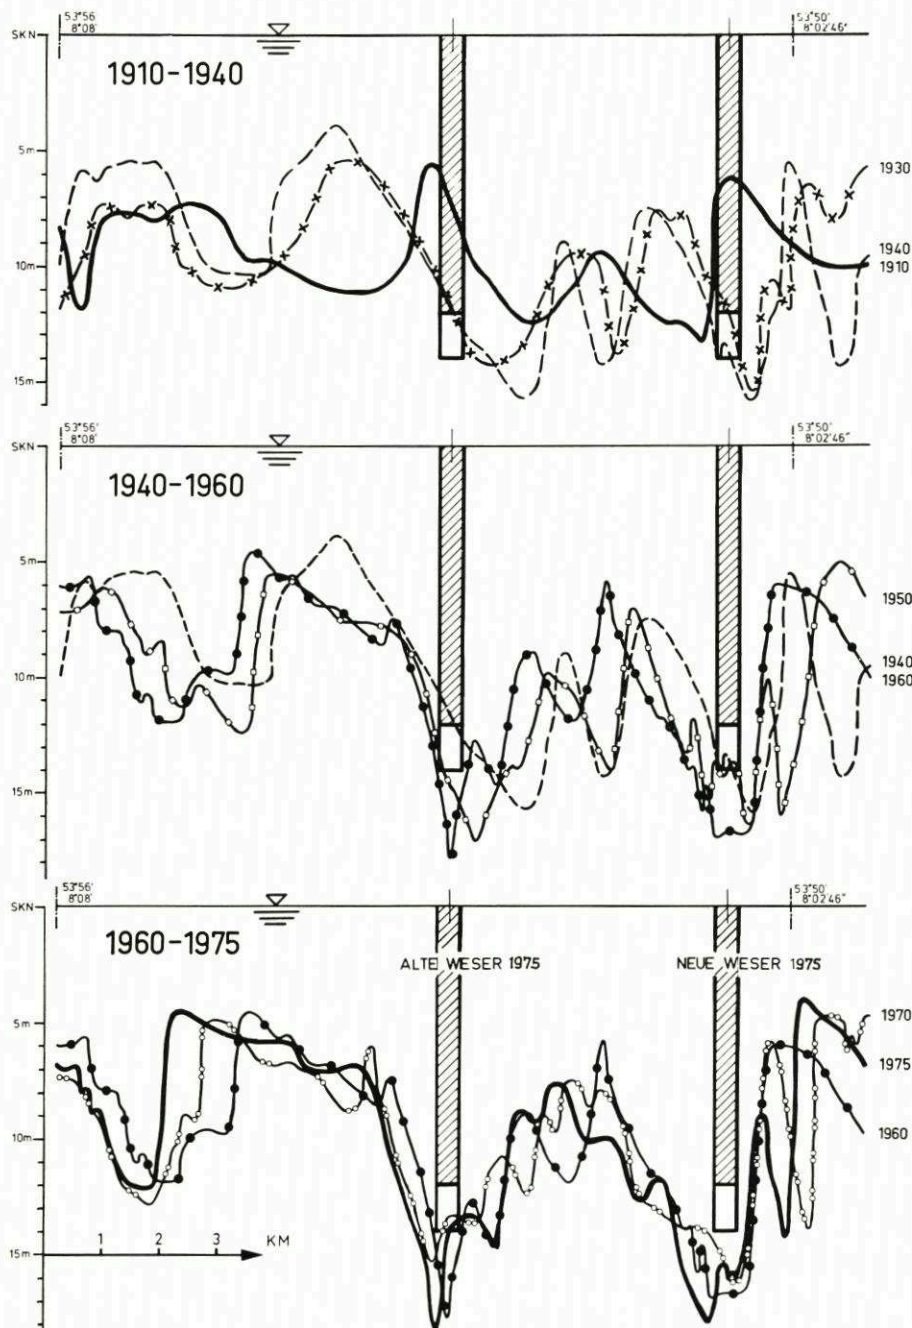 53°56' 53°50'
8°08' 8°02'46"
SKN
1910-1940
5m
1930
1940
10m
1910
15m
53°56' 53°50'
8°08' 8°02'46"
SKN
1940-1960
5m
1950
1940
10m
1960
15m
53°56' 53°50'
8°08' 8°02'46"
SKN
1960-1975
ALTE WESER 1975 NEUE WESER 1975
5m
1970
1975
10m
1960
15m
1 2 3 KM